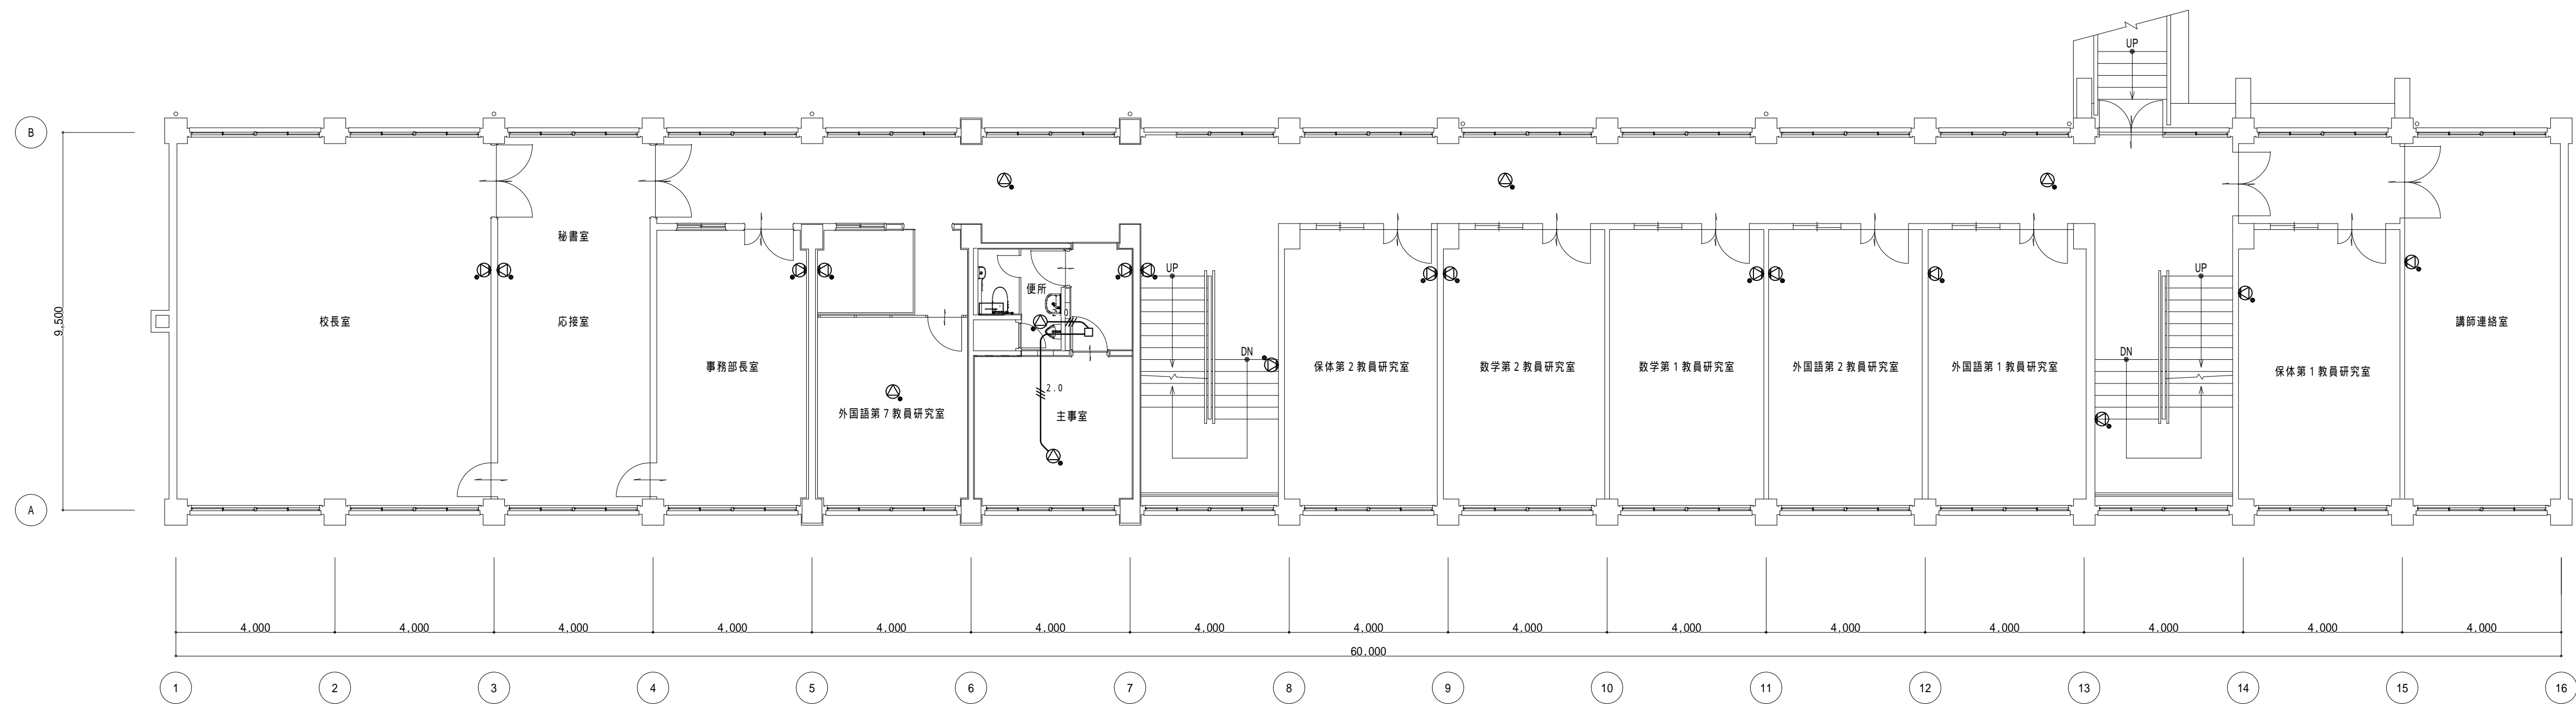 UP
B
秘書室
UP
UP
便所
2.0
9,500
校長室
応接室
講師連絡室
DN
DN
事務部長室
保体第2教員研究室
数学第2教員研究室
数学第1教員研究室
外国語第2教員研究室
外国語第1教員研究室
保体第1教員研究室
2.0
外国語第7教員研究室
主事室
A
4,000 4,000 4,000 4,000 4,000 4,000 4,000 4,000 4,000 4,000 4,000 4,000 4,000 4,000 4,000
60,000
1 2 3 4 5 6 7 8 9 10 11 12 13 14 15 16